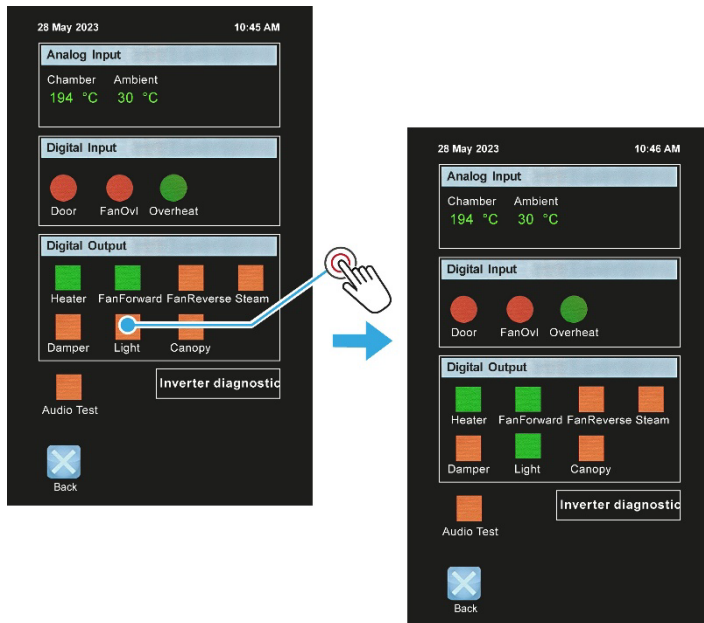 28 May 2023 10:45 AM
Analog Input
Chamber Ambient
194 °C 30 °C
Digital Input
Door FanOvl Overheat
Digital Output
Heater FanForward FanReverse Steam
Damper Light Canopy
Audio Test
Inverter diagnostic
Back
28 May 2023 10:46 AM
Analog Input
Chamber Ambient
194 °C 30 °C
Digital Input
Door FanOvl Overheat
Digital Output
Heater FanForward FanReverse Steam
Damper Light Canopy
Inverter diagnostic
Audio Test
Back